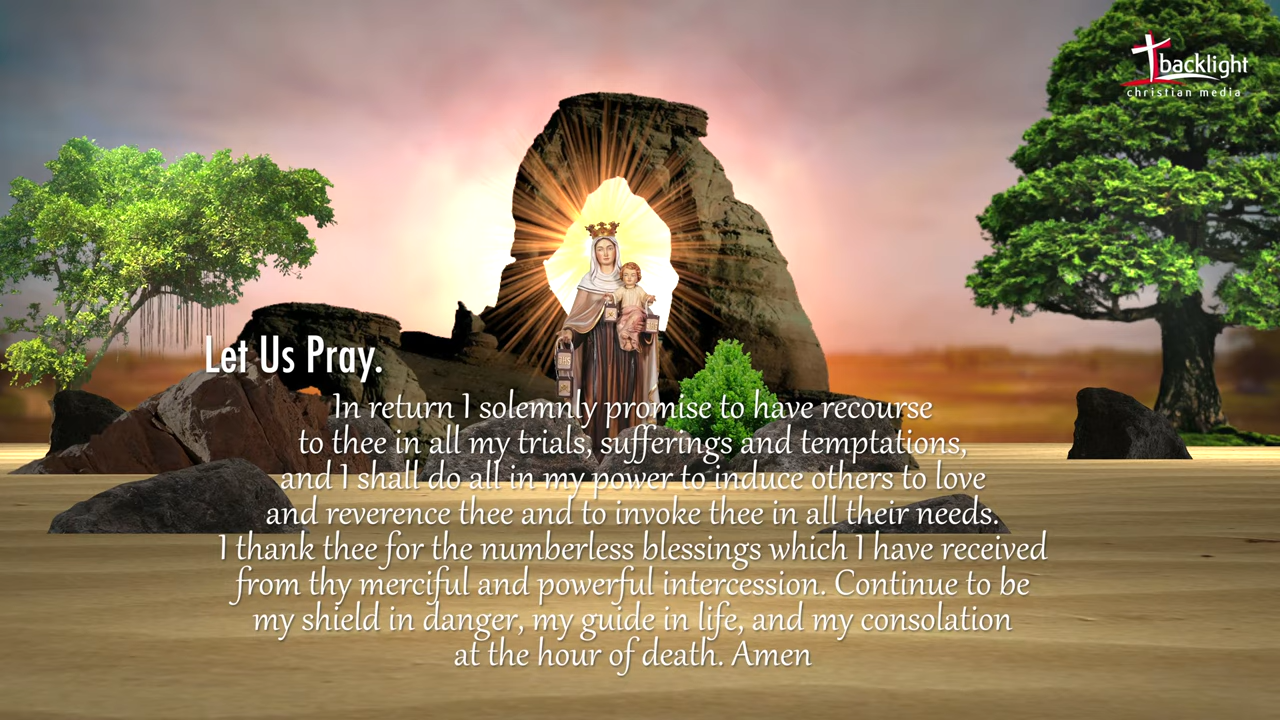 backlight
christian media
Let Us Pray.
In return I solemnly promise to have recourse
to thee in all my trials, sufferings and temptations,
and I shall do all in my power to induce others to love
and reverence thee and to invoke thee in all their needs.
I thank thee for the numberless blessings which I have received
from thy merciful and powerful intercession. Continue to be
my shield in danger, my guide in life, and my consolation
at the hour of death. Amen